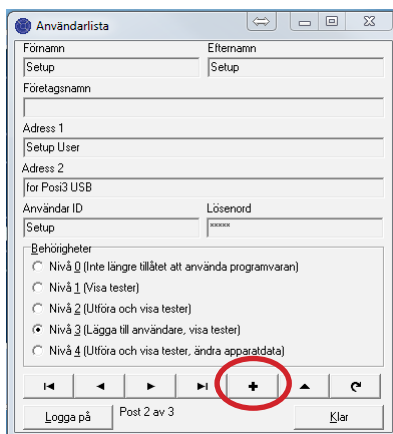 Användarlista
Förnamn Efternamn
Setup Setup
Företagsnamn
Adress 1
Setup User
Adress 2
for Posi3 USB
Användar ID Lösenord
Setup *****
Behörigheter
Nivå 0 (Inte längre tillåtet att använda programvaran)
Nivå 1 (Visa tester)
Nivå 2 (Utföra och visa tester)
Nivå 3 (Lägga till användare, visa tester)
Nivå 4 (Utföra och visa tester, ändra apparatdata)
Logga på Post 2 av 3 Klar